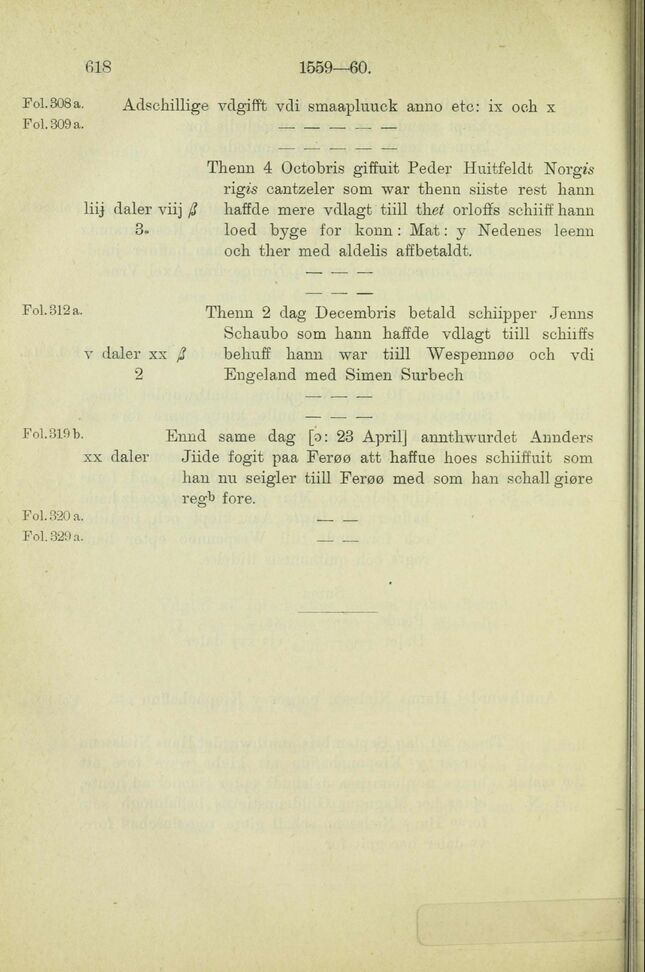 618 1559—60.
Fol. 308 a. Adschillige vdgifft vdi smaapluuck anno etc: ix och x
Fol. 309 a. — — — — —
— — — — —
Thenn 4 Octobris giffuit Peder Huitfeldt Norgis
rigis cantzeler som war thenn siiste rest hann
liij daler viij β haffde mere vdlagt tiill thet orloffs schiiff hann
3„ loed byge for konn: Mat: y Nedenes leenn
och ther med aldelis affbetaldt.
— — —
— — —
Fol. 312 a. Thenn 2 dag Decembris betald schiipper Jenns
Schaubo som hann haffde vdlagt tiill schiiffs
v daler xx β behuff hann war tiill Wespennøø och vdi
2 Engeland med Simen Surbech
— — —
— — —
Fol. 319 b. Ennd same dag [ɔ: 23 April] annthwurdet Annders
xx daler Jiide fogit paa Ferøø att haffue hoes schiiffuit som
han nu seigler tiill Ferøø med som han schall giøre
regᵇ fore.
Fol. 320 a. — —
Fol. 329 a. — —